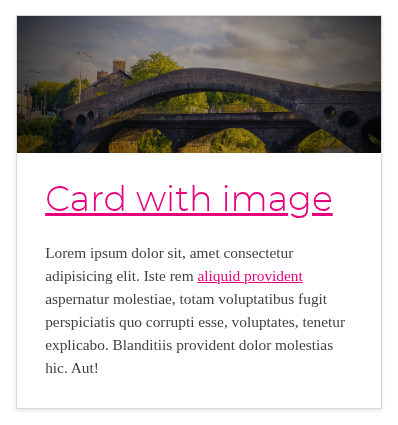 Card with image
Lorem ipsum dolor sit, amet consectetur
adipisicing elit. Iste rem aliquid provident
aspernatur molestiae, totam voluptatibus fugit
perspiciatis quo corrupti esse, voluptates, tenetur
explicabo. Blanditiis provident dolor molestias
hic. Aut!